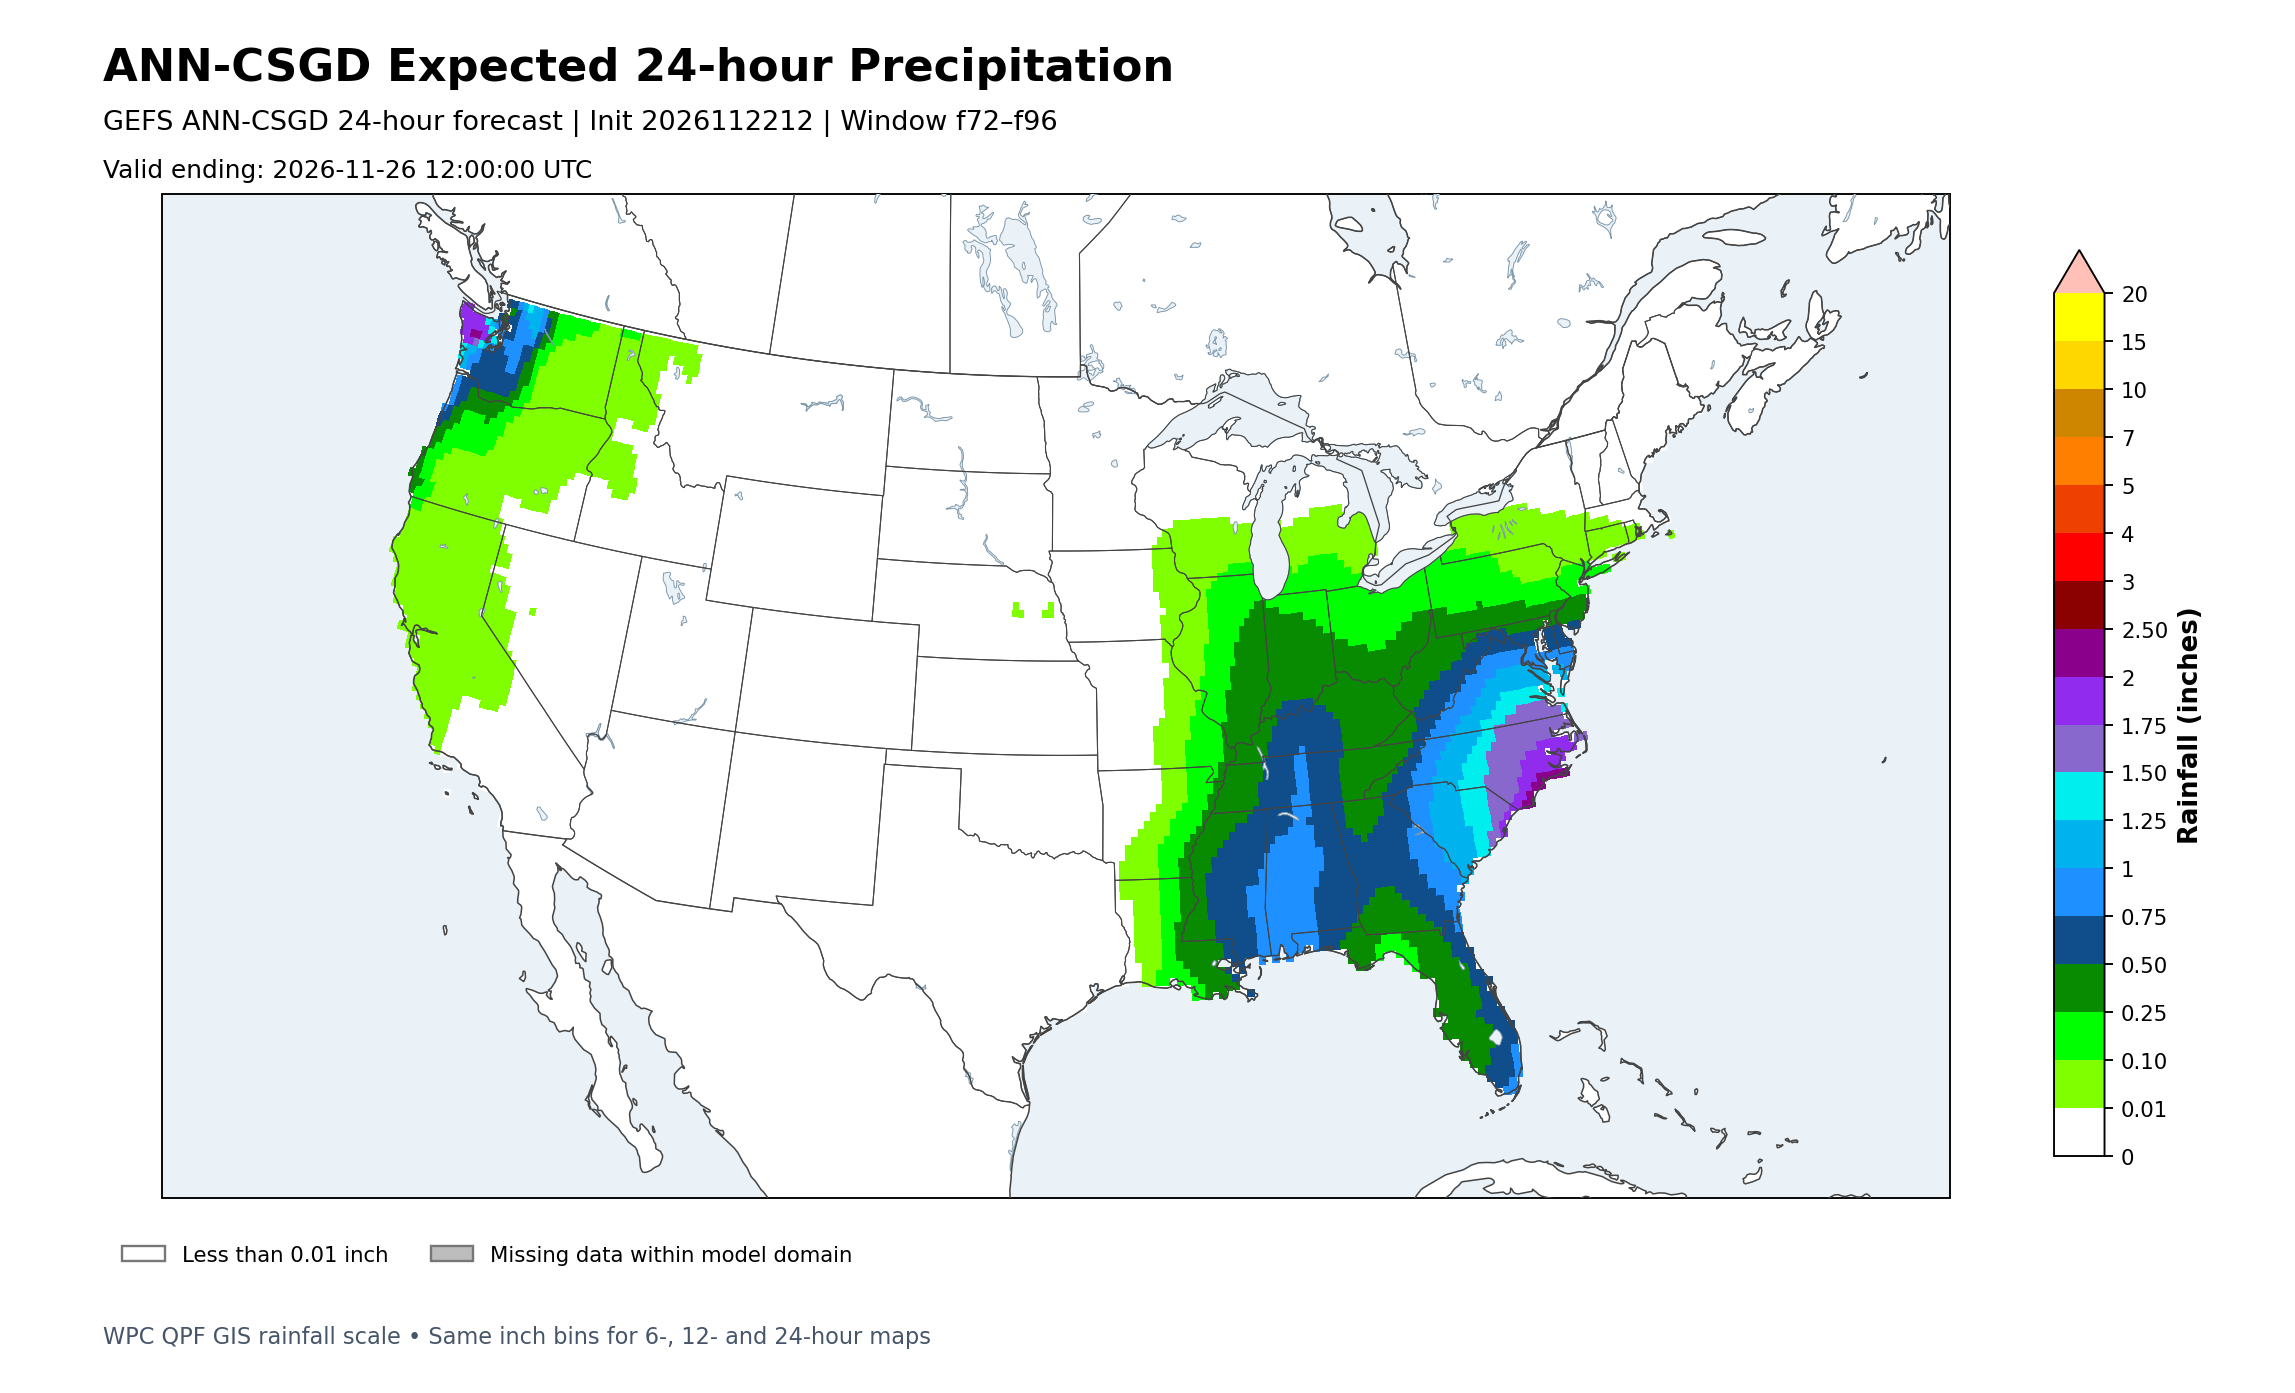 ANN-CSGD Expected 24-hour Precipitation
GEFS ANN-CSGD 24-hour forecast | Init 2026112212 | Window f72–f96
Valid ending: 2026-11-26 12:00:00 UTC
20
15
10
7
5
4
3
2.50
2
1.75
1.50
1.25
1
0.75
0.50
0.25
0.10
0.01
0
Rainfall (inches)
Less than 0.01 inch
Missing data within model domain
WPC QPF GIS rainfall scale • Same inch bins for 6-, 12- and 24-hour maps